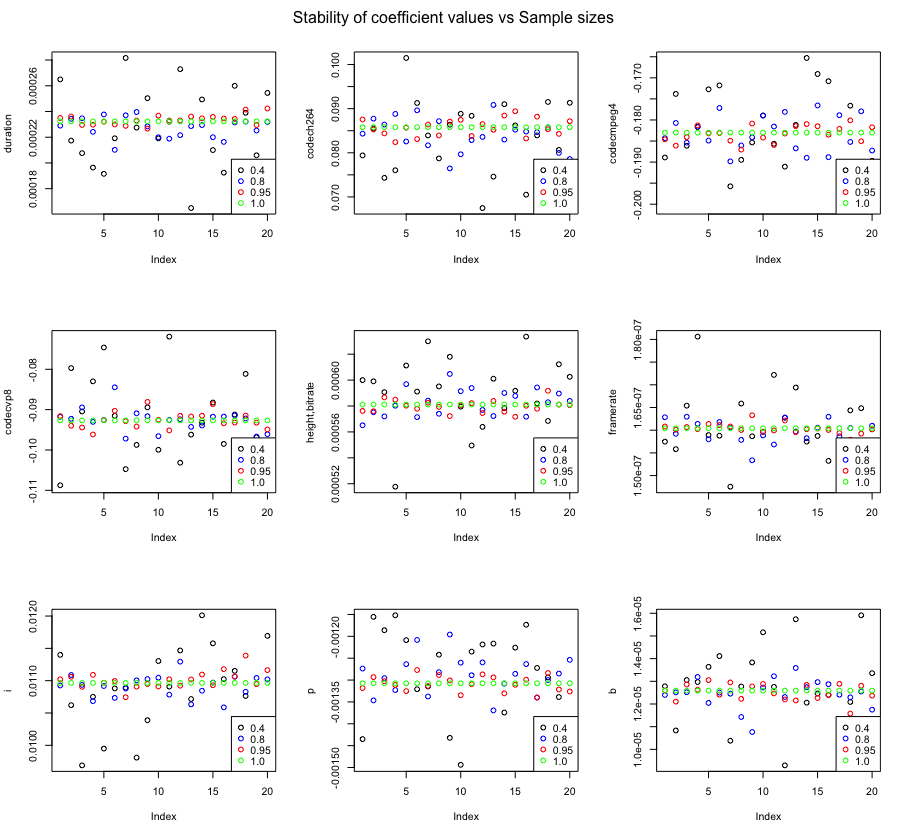 Stability of coefficient values vs Sample sizes
duration
0.00018 0.00022 0.00026
0.4
0.8
0.95
1.0
5 10 15 20
Index
codech264
0.070 0.080 0.090 0.100
0.4
0.8
0.95
1.0
5 10 15 20
Index
codecmpeg4
-0.200 -0.190 -0.180 -0.170
0.4
0.8
0.95
1.0
5 10 15 20
Index
codecvp8
-0.11 -0.10 -0.09 -0.08
0.4
0.8
0.95
1.0
5 10 15 20
Index
height,bitrate
0.00052 0.00056 0.00060
0.4
0.8
0.95
1.0
5 10 15 20
Index
framerate
1.50e-07 1.65e-07 1.80e-07
0.4
0.8
0.95
1.0
5 10 15 20
Index
i
0.0100 0.0110 0.0120
0.4
0.8
0.95
1.0
5 10 15 20
Index
p
-0.00150 -0.00135 -0.00120
0.4
0.8
0.95
1.0
5 10 15 20
Index
b
1.0e-05 1.2e-05 1.4e-05 1.6e-05
0.4
0.8
0.95
1.0
5 10 15 20
Index